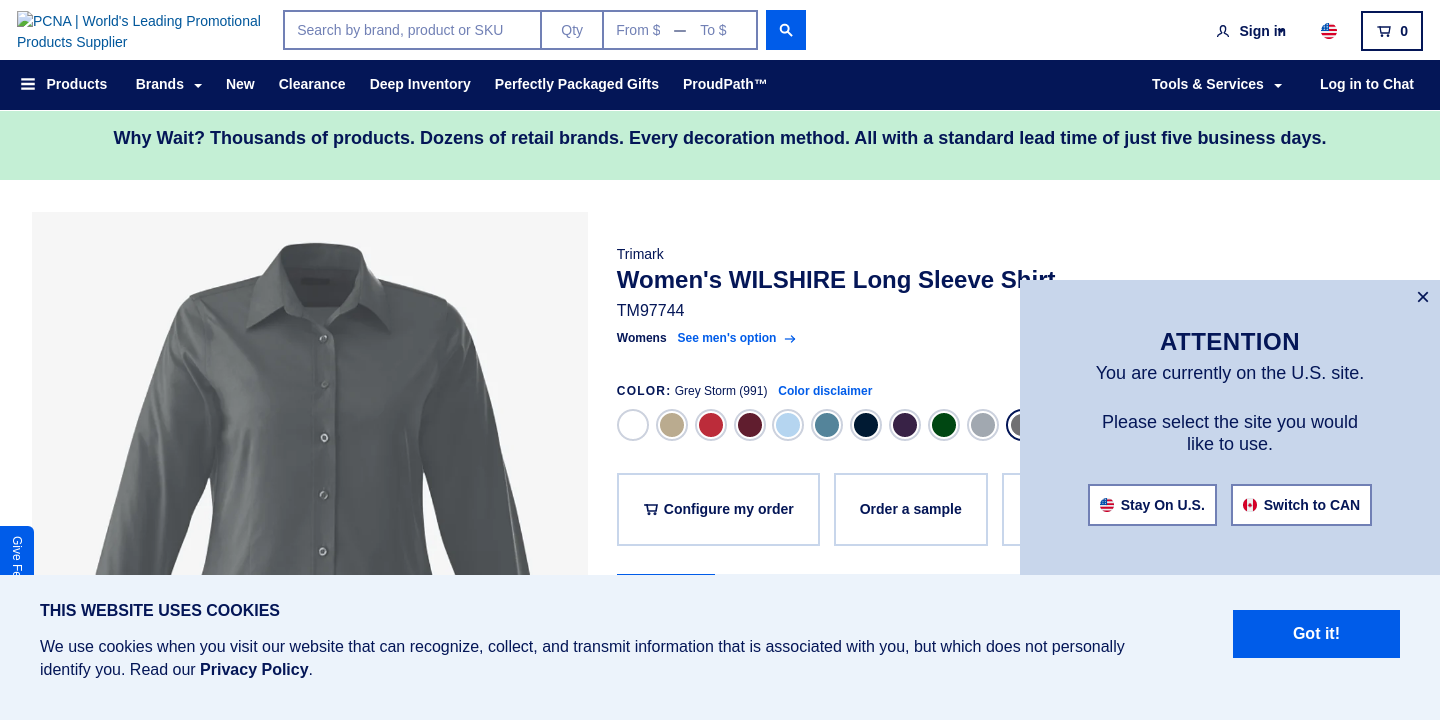 PCNA | World's Leading Promotional
Products Supplier
Search by brand, product or SKU
Qty
From $
To $
Sign in
0
Products
Brands
New
Clearance
Deep Inventory
Perfectly Packaged Gifts
ProudPath™
Tools & Services
Log in to Chat
Why Wait? Thousands of products. Dozens of retail brands. Every decoration method. All with a standard lead time of just five business days.
Trimark
Women's WILSHIRE Long Sleeve Shirt
TM97744
Womens See men's option
COLOR: Grey Storm (991) Color disclaimer
Configure my order
Order a sample
×
ATTENTION
You are currently on the U.S. site.
Please select the site you would
like to use.
Stay On U.S.
Switch to CAN
Give
THIS WEBSITE USES COOKIES
We use cookies when you visit our website that can recognize, collect, and transmit information that is associated with you, but which does not personally
identify you. Read our Privacy Policy.
Got it!